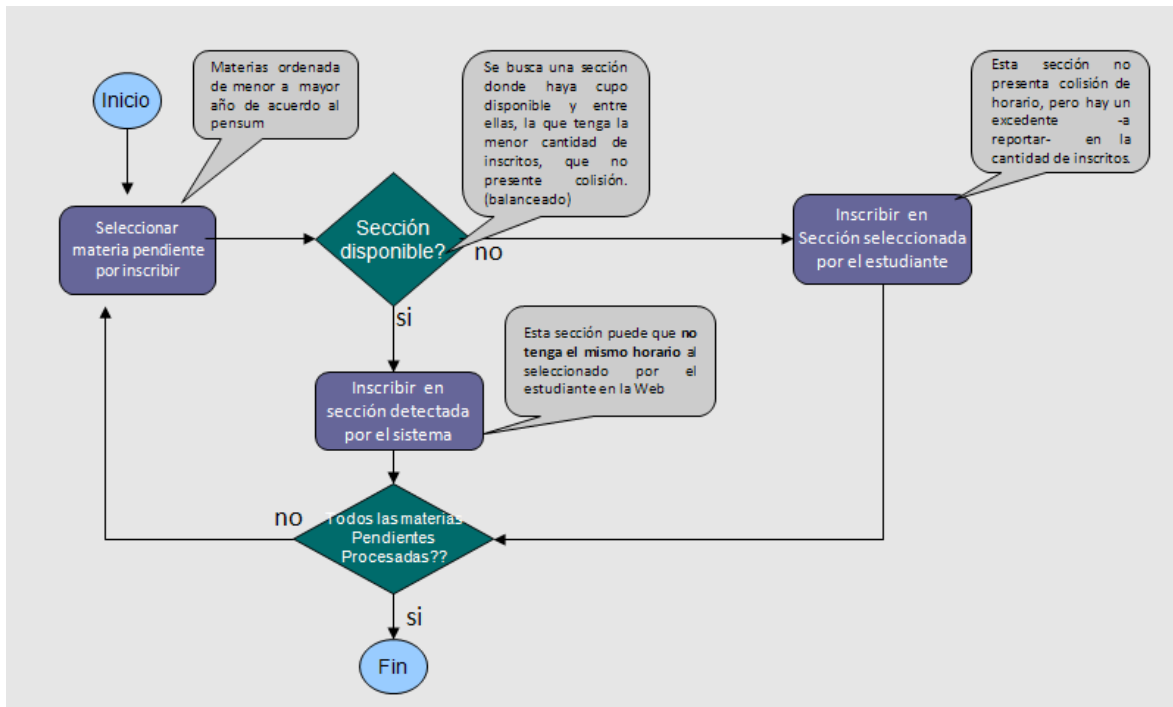 Inicio
Materias ordenada
de menor a mayor
año de acuerdo al
pensum
Se busca una sección
donde haya cupo
disponible y entre
ellas, la que tenga la
menor cantidad de
inscritos, que no
presente colisión.
(balanceado)
Esta sección no
presenta colisión de
horario, pero hay un
excedente -a
reportar- en la
cantidad de inscritos.
Seleccionar
materia pendiente
por inscribir
Sección
disponible?
no
Inscribir en
Sección seleccionada
por el estudiante
si
Esta sección puede que no
tenga el mismo horario al
seleccionado por el
estudiante en la Web
Inscribir en
sección detectada
por el sistema
no
Todos las materias
Pendientes
Procesadas??
si
Fin